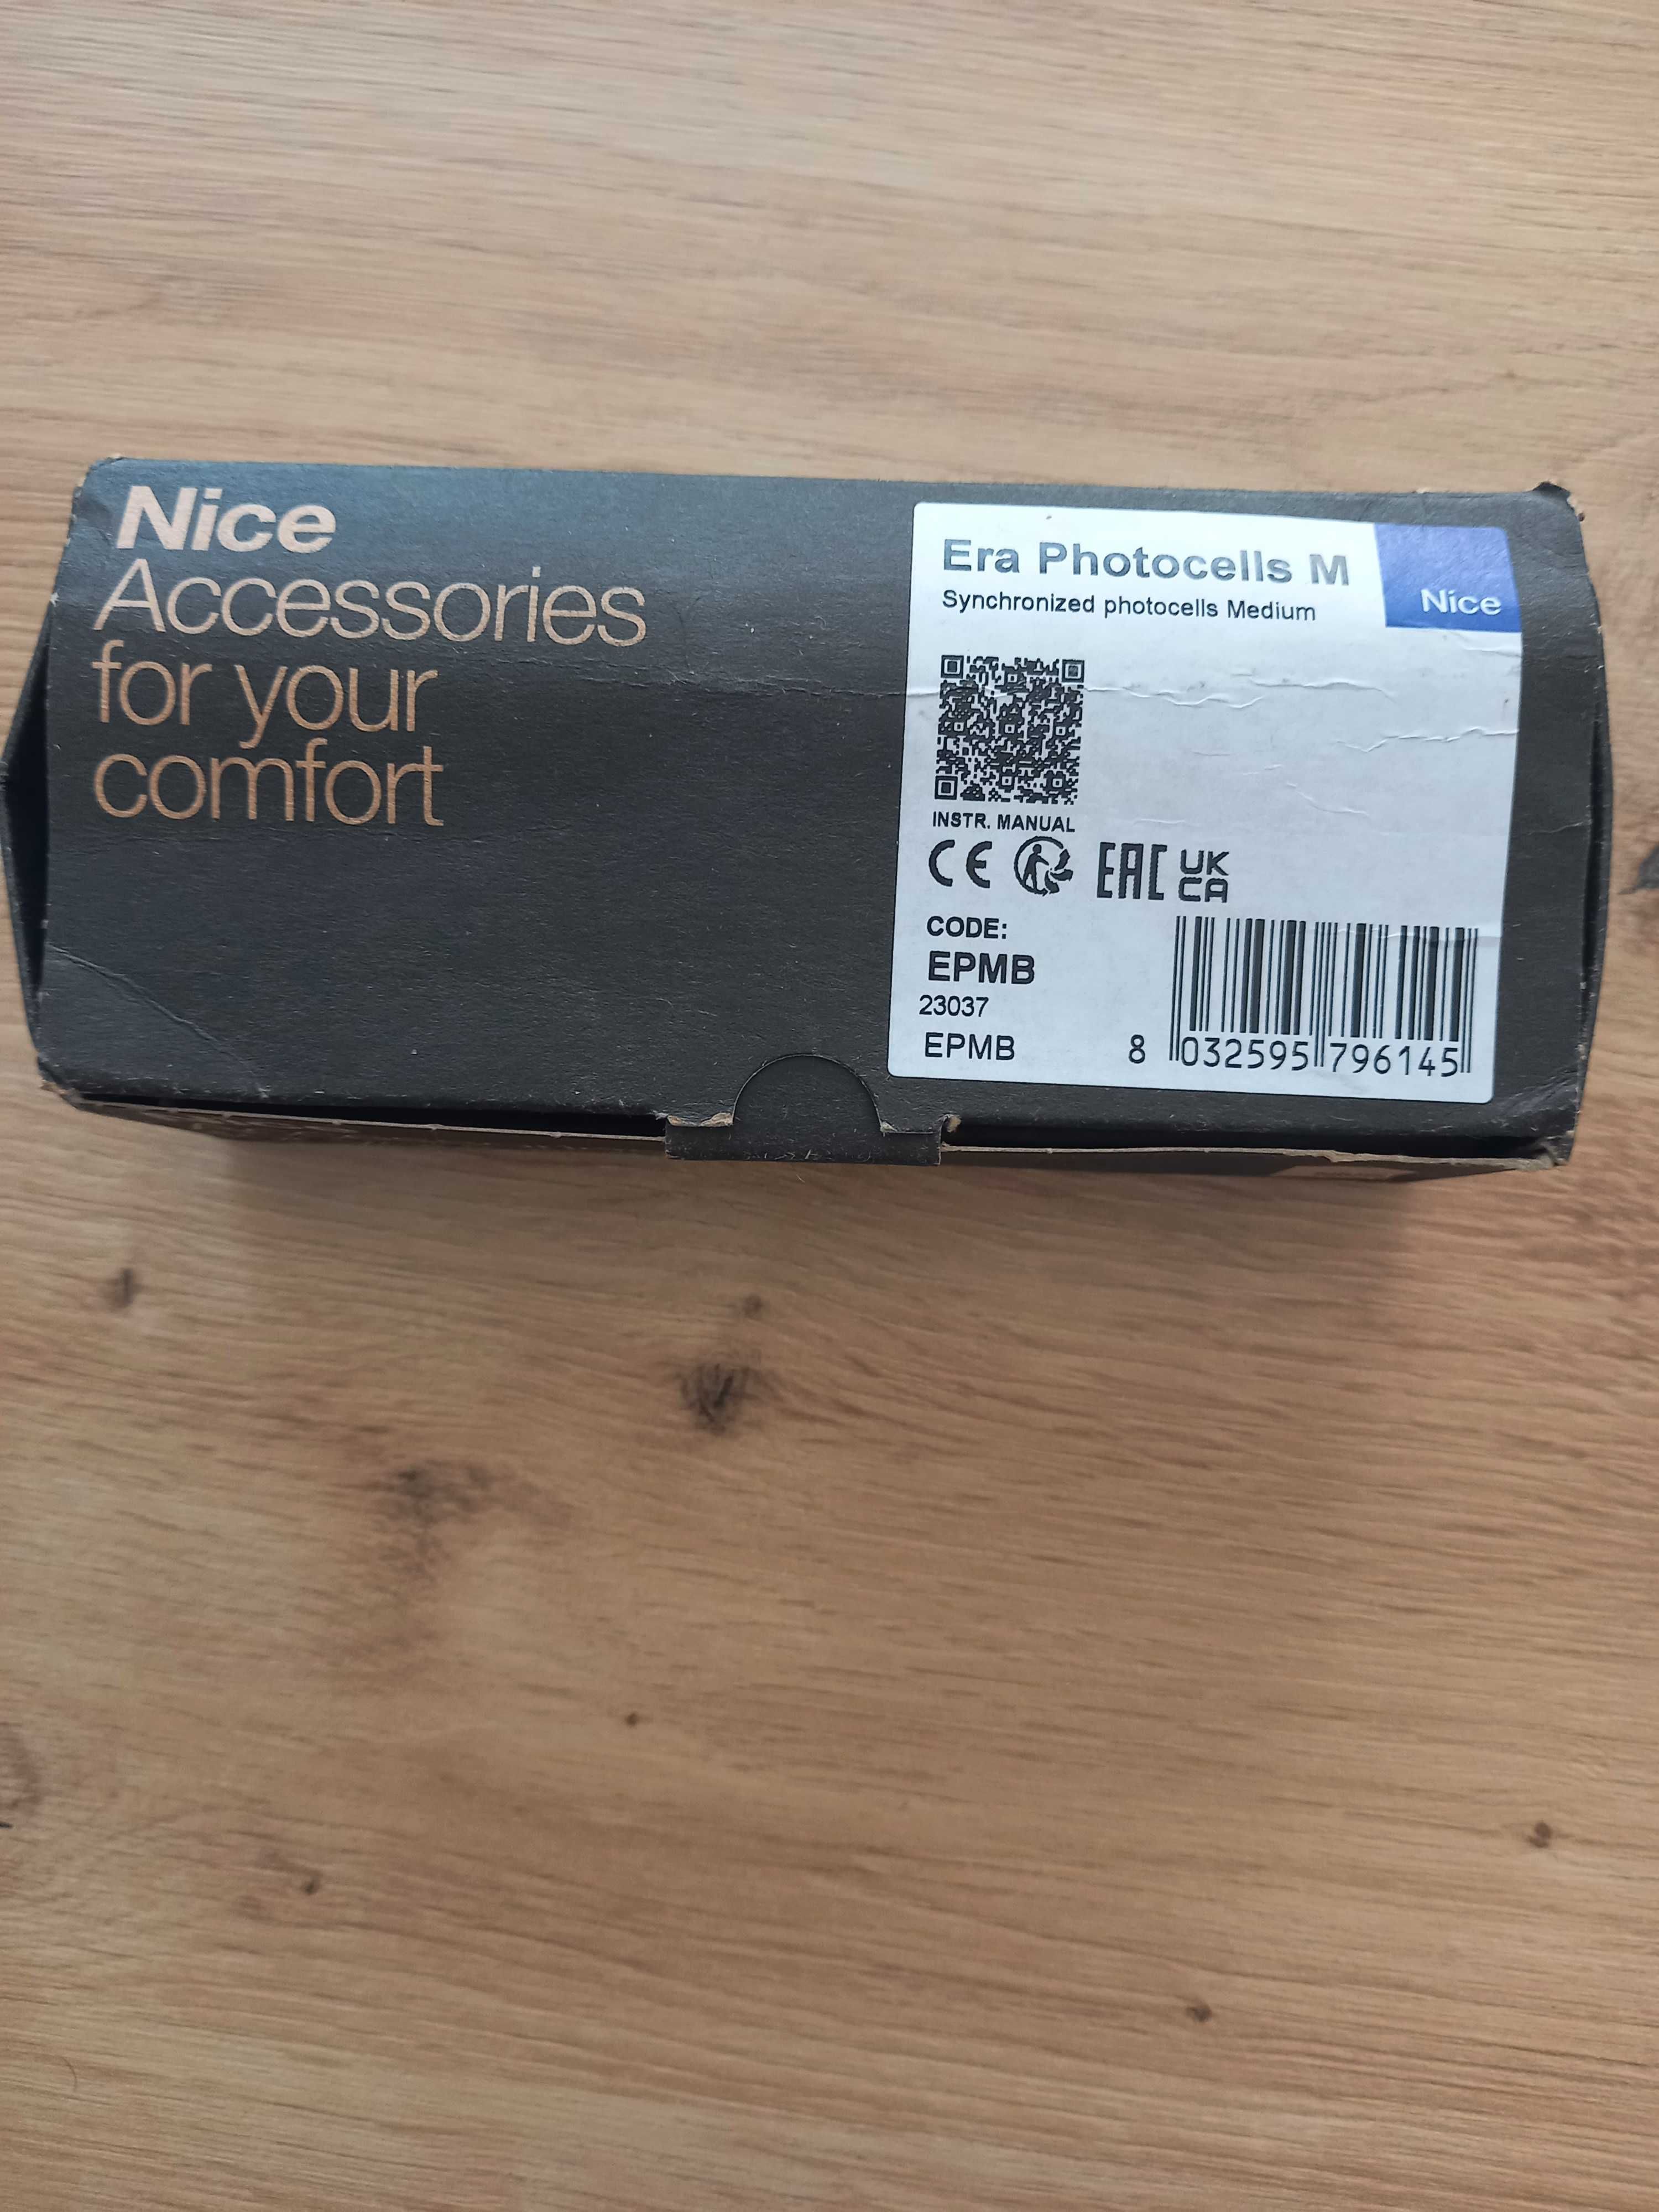 Nice
Accessories
for your
comfort
Era Photocells M
Synchronized photocells Medium
Nice
INSTR. MANUAL
CE EAC UK
CA
CODE:
EPMB
23037
EPMB
8 032595 796145